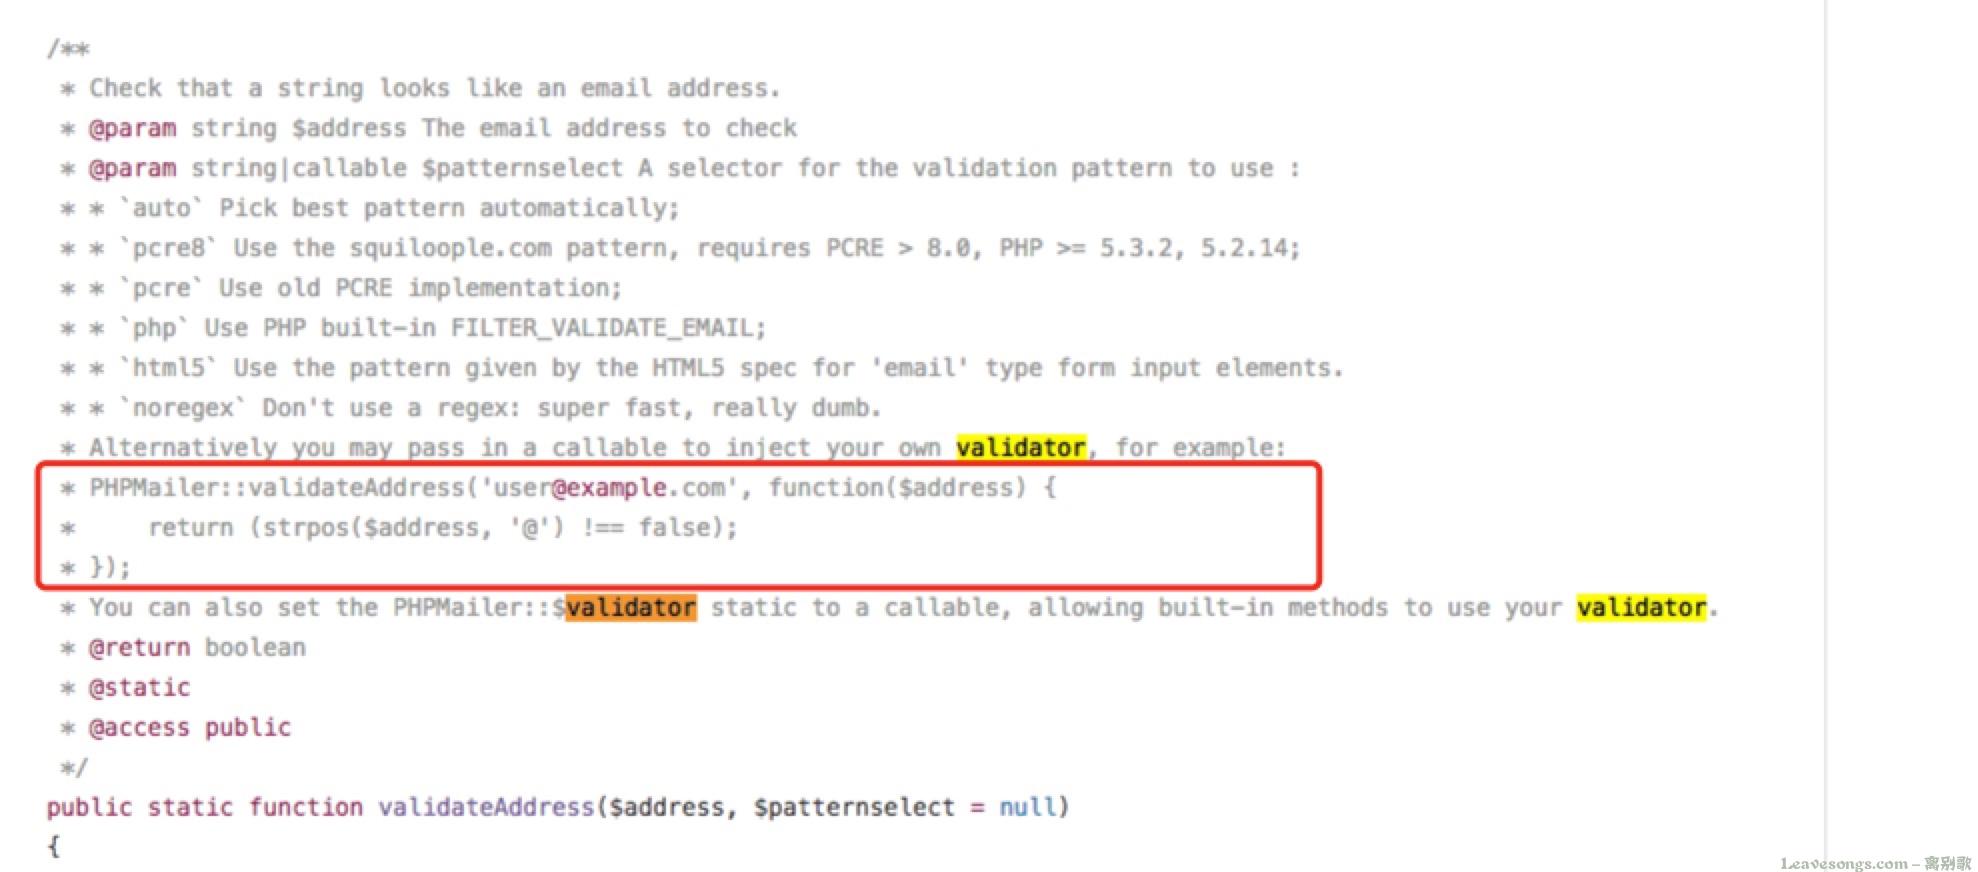 /**
* Check that a string looks like an email address.
* @param string $address The email address to check
* @param string|callable $patternselect A selector for the validation pattern to use :
* * `auto` Pick best pattern automatically;
* * `pcre8` Use the squiloople.com pattern, requires PCRE > 8.0, PHP >= 5.3.2, 5.2.14;
* * `pcre` Use old PCRE implementation;
* * `php` Use PHP built-in FILTER_VALIDATE_EMAIL;
* * `html5` Use the pattern given by the HTML5 spec for 'email' type form input elements.
* * `noregex` Don't use a regex: super fast, really dumb.
* Alternatively you may pass in a callable to inject your own validator, for example:
* PHPMailer::validateAddress('user@example.com', function($address) {
*     return (strpos($address, '@') !== false);
* });
* You can also set the PHPMailer::$validator static to a callable, allowing built-in methods to use your validator.
* @return boolean
* @static
* @access public
*/
public static function validateAddress($address, $patternselect = null)
{
Leavesongs.com – 离别歌